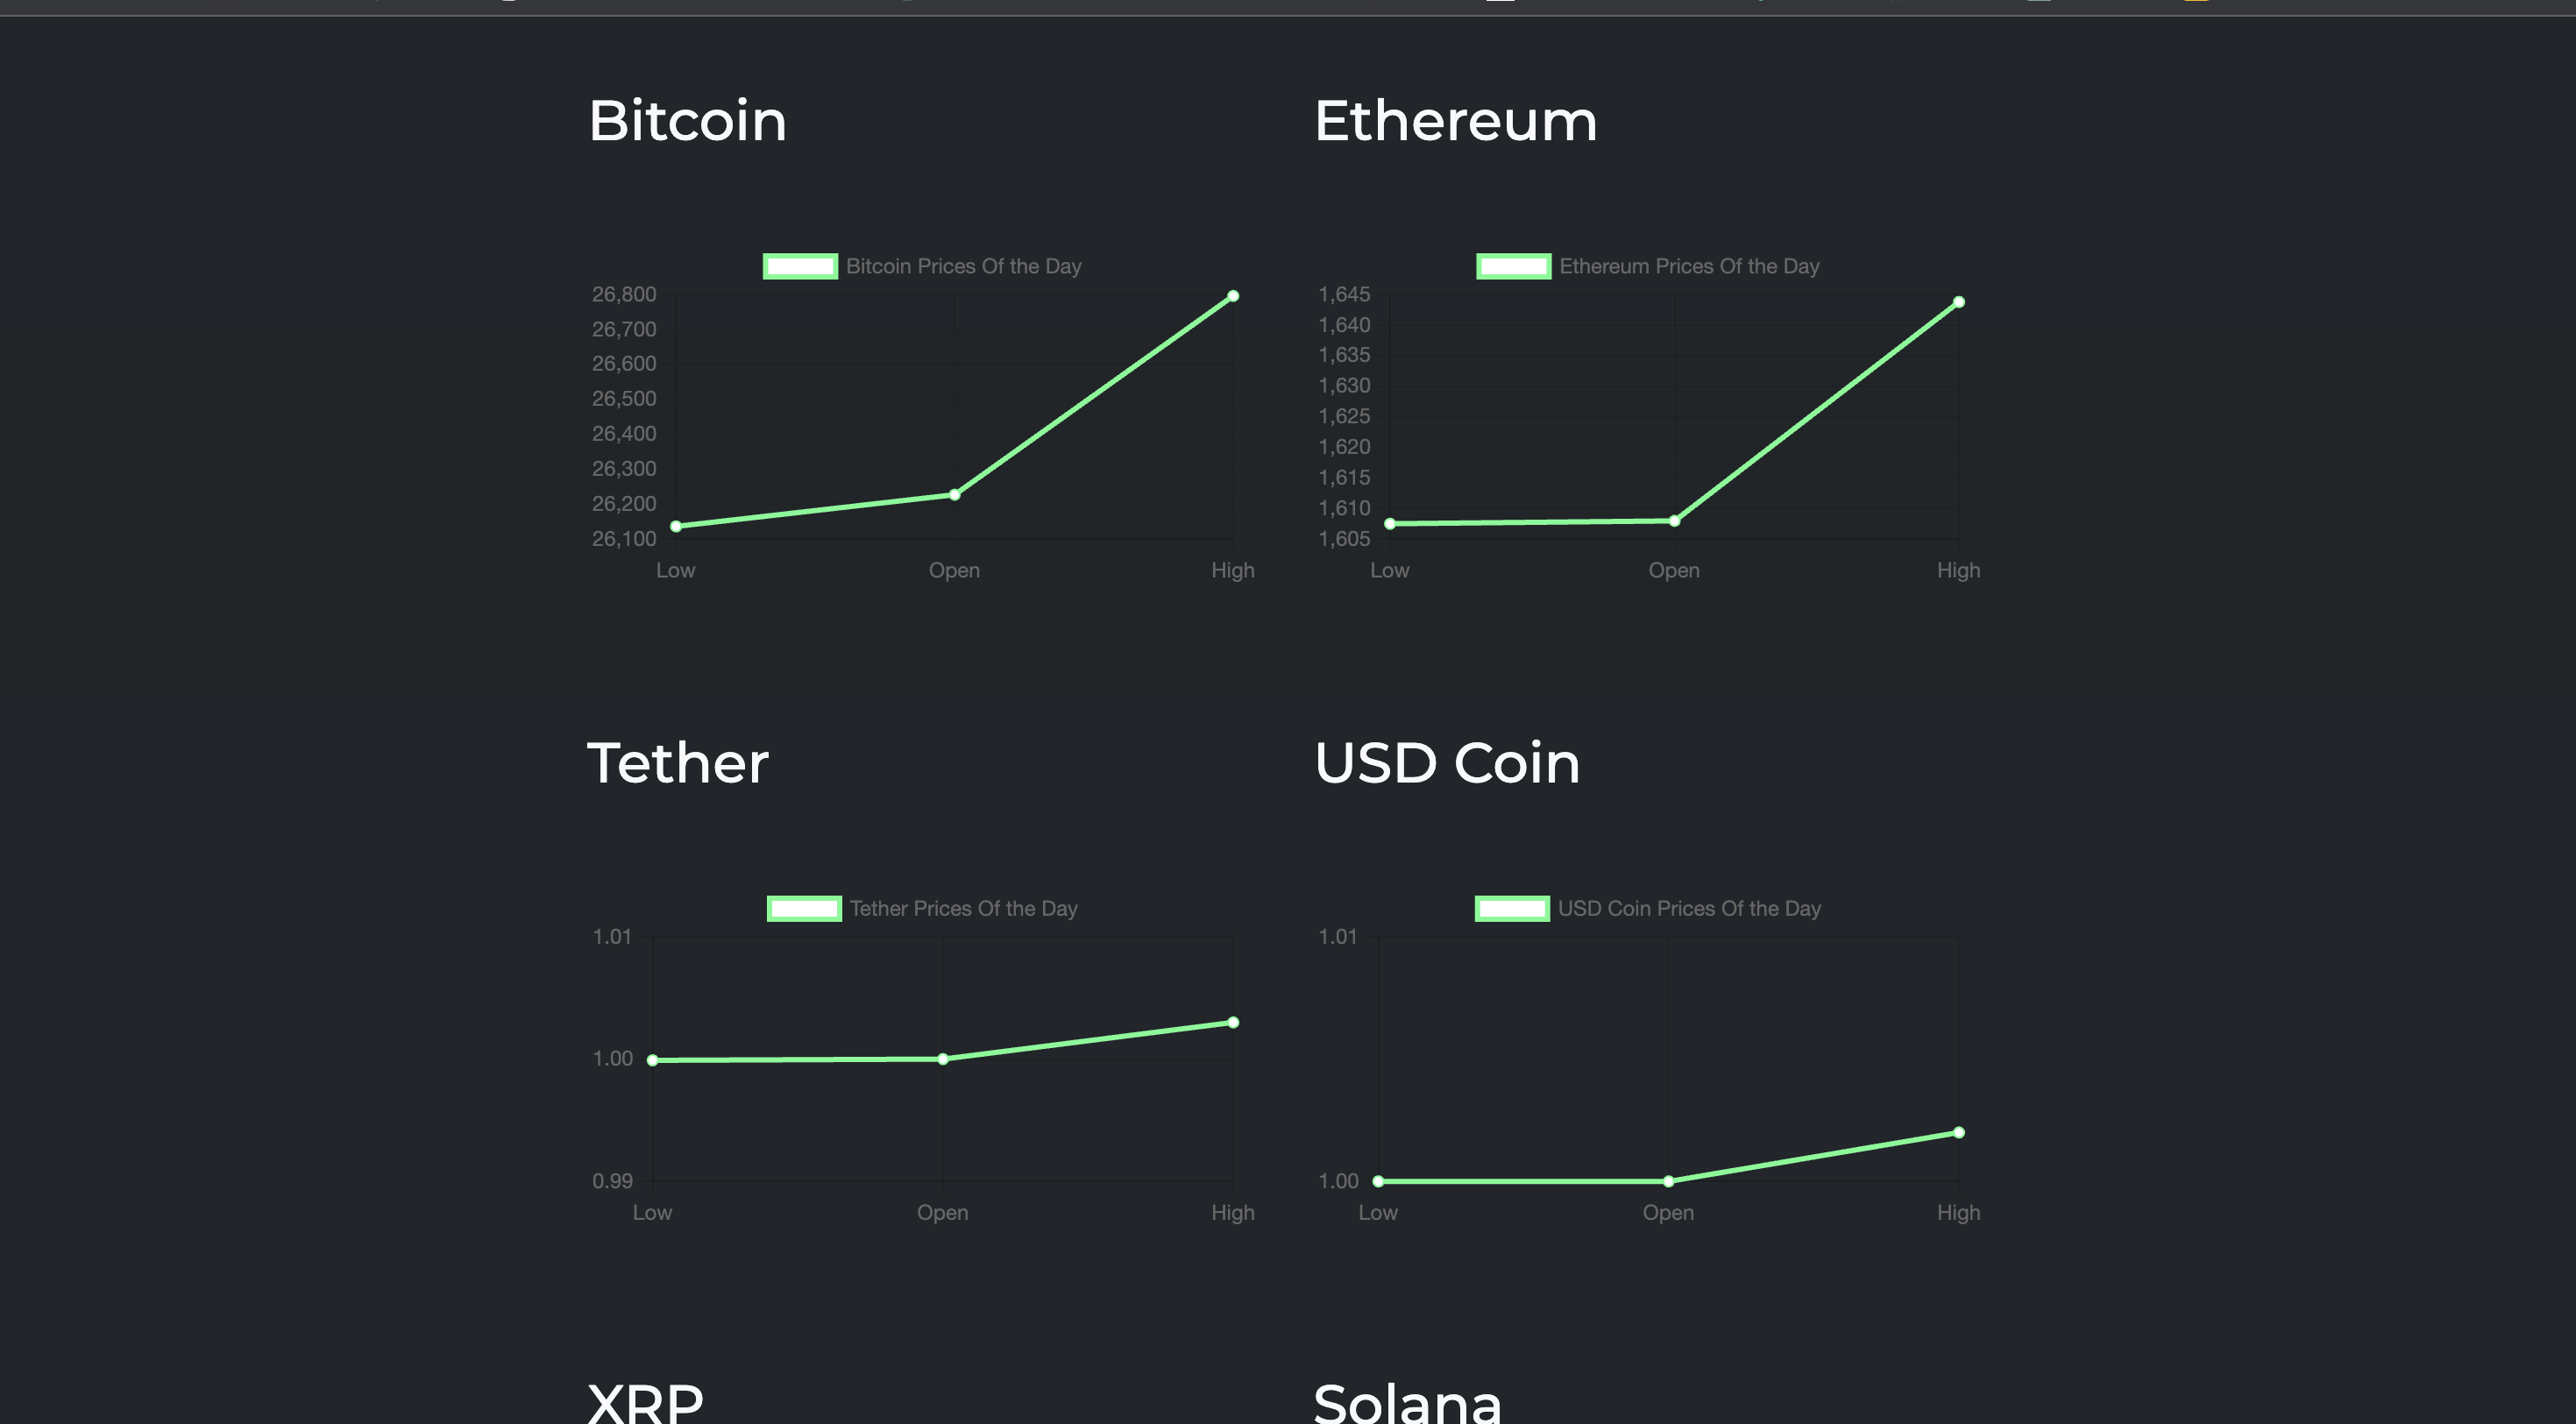 Bitcoin
Bitcoin Prices Of the Day
26,800
26,700
26,600
26,500
26,400
26,300
26,200
26,100
Low Open High
Ethereum
Ethereum Prices Of the Day
1,645
1,640
1,635
1,630
1,625
1,620
1,615
1,610
1,605
Low Open High
Tether
Tether Prices Of the Day
1.01
1.00
0.99
Low Open High
USD Coin
USD Coin Prices Of the Day
1.01
1.00
Low Open High
XRP
Solana